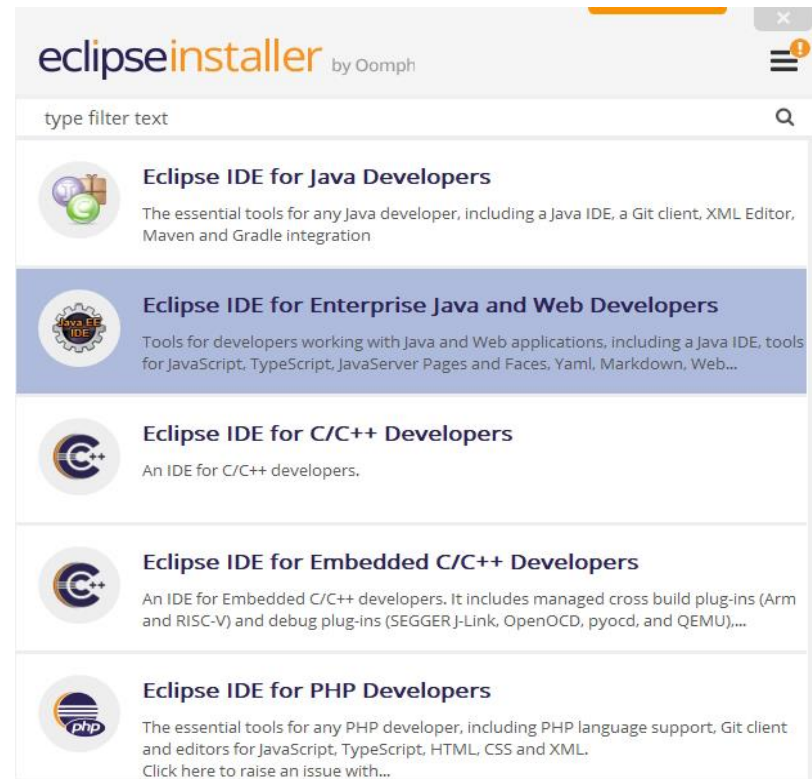 eclipseinstaller by Oomph
type filter text
Eclipse IDE for Java Developers
The essential tools for any Java developer, including a Java IDE, a Git client, XML Editor,
Maven and Gradle integration
Java EE
IDE
Eclipse IDE for Enterprise Java and Web Developers
Tools for developers working with Java and Web applications, including a Java IDE, tools
for JavaScript, TypeScript, JavaServer Pages and Faces, Yaml, Markdown, Web...
C++
Eclipse IDE for C/C++ Developers
An IDE for C/C++ developers.
C++
Eclipse IDE for Embedded C/C++ Developers
An IDE for Embedded C/C++ developers. It includes managed cross build plug-ins (Arm
and RISC-V) and debug plug-ins (SEGGER J-Link, OpenOCD, pyocd, and QEMU),...
php
Eclipse IDE for PHP Developers
The essential tools for any PHP developer, including PHP language support, Git client
and editors for JavaScript, TypeScript, HTML, CSS and XML.
Click here to raise an issue with...